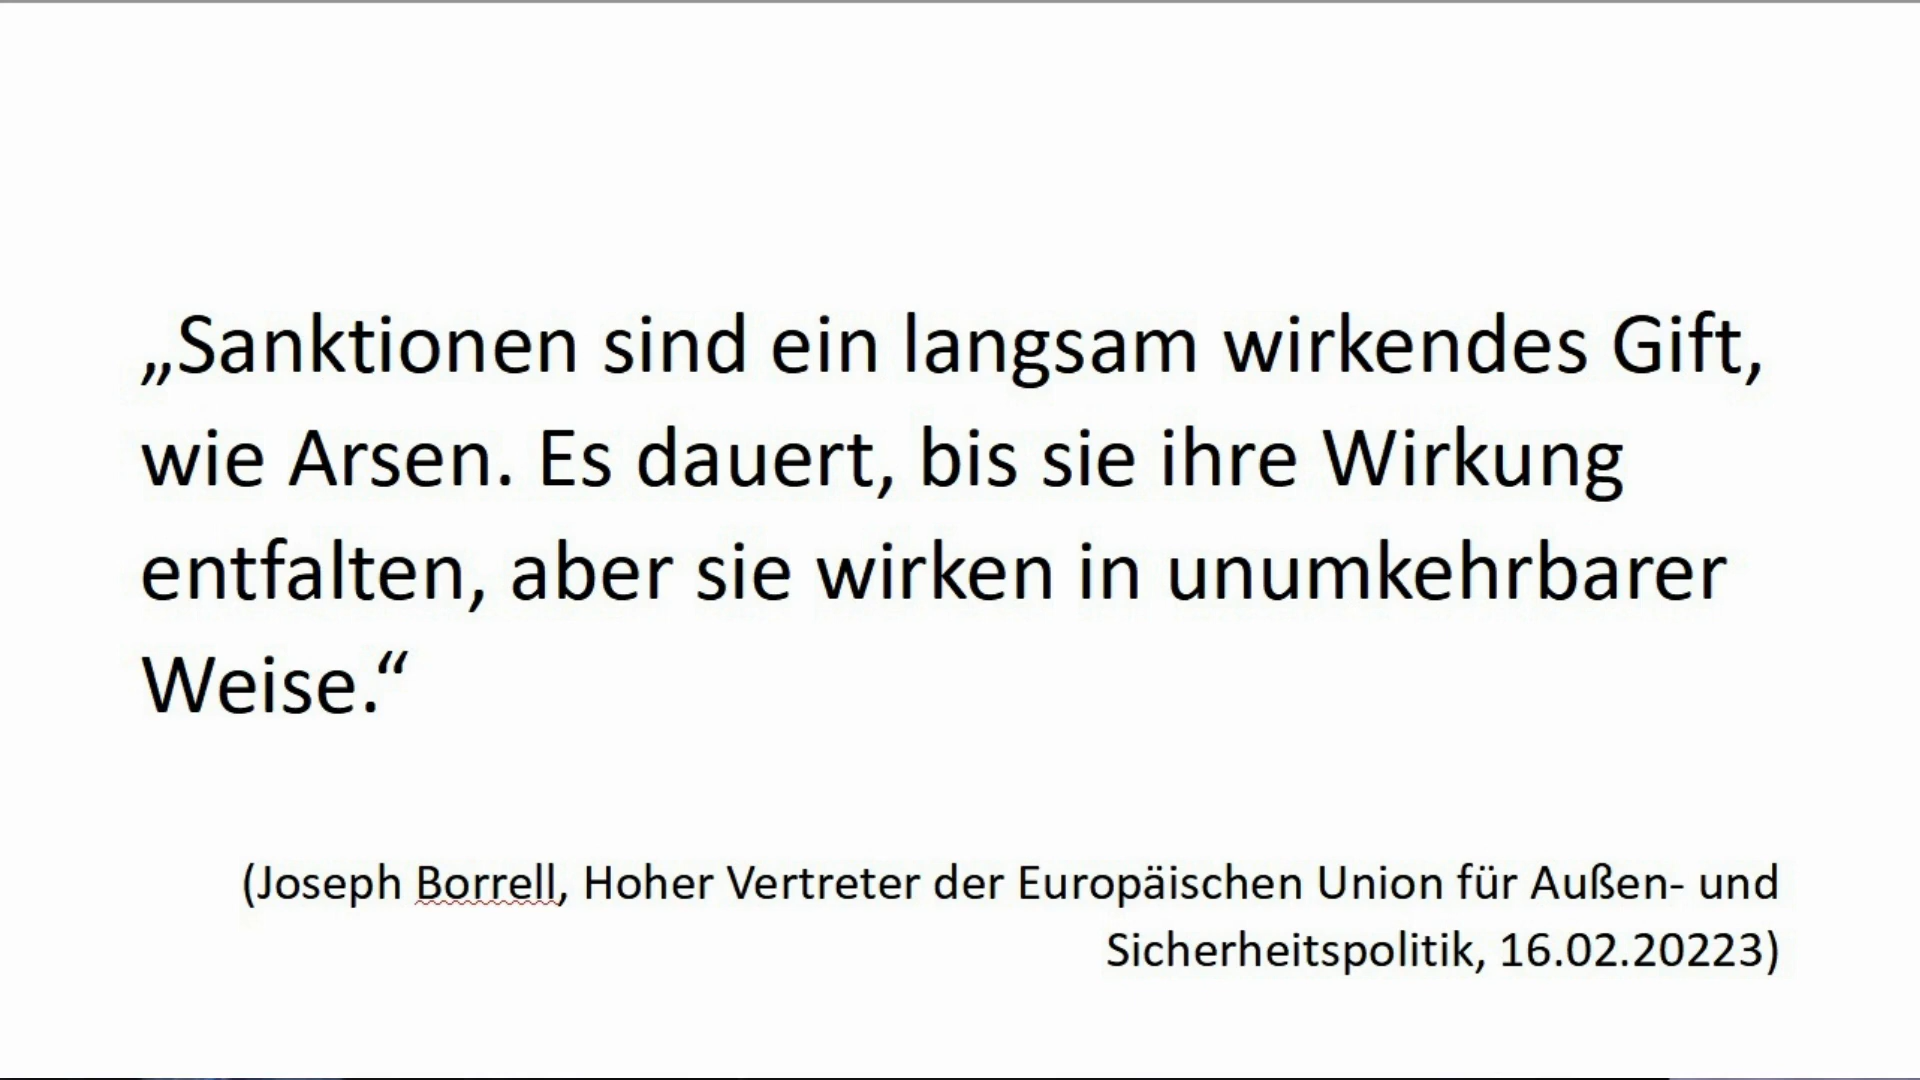 „Sanktionen sind ein langsam wirkendes Gift,
wie Arsen. Es dauert, bis sie ihre Wirkung
entfalten, aber sie wirken in unumkehrbarer
Weise.“
(Joseph Borrell, Hoher Vertreter der Europäischen Union für Außen- und
Sicherheitspolitik, 16.02.20223)